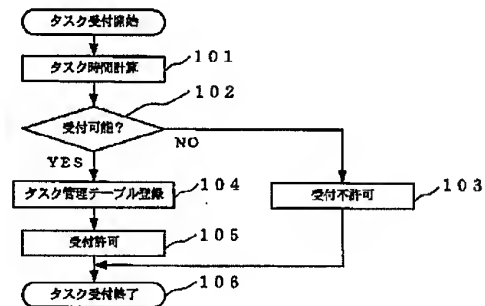 タスク受付開始
タスク時間計算
101
102
受付可能?
NO
YES
タスク管理テーブル登録
104
受付不許可
103
受付許可
105
タスク受付終了
106